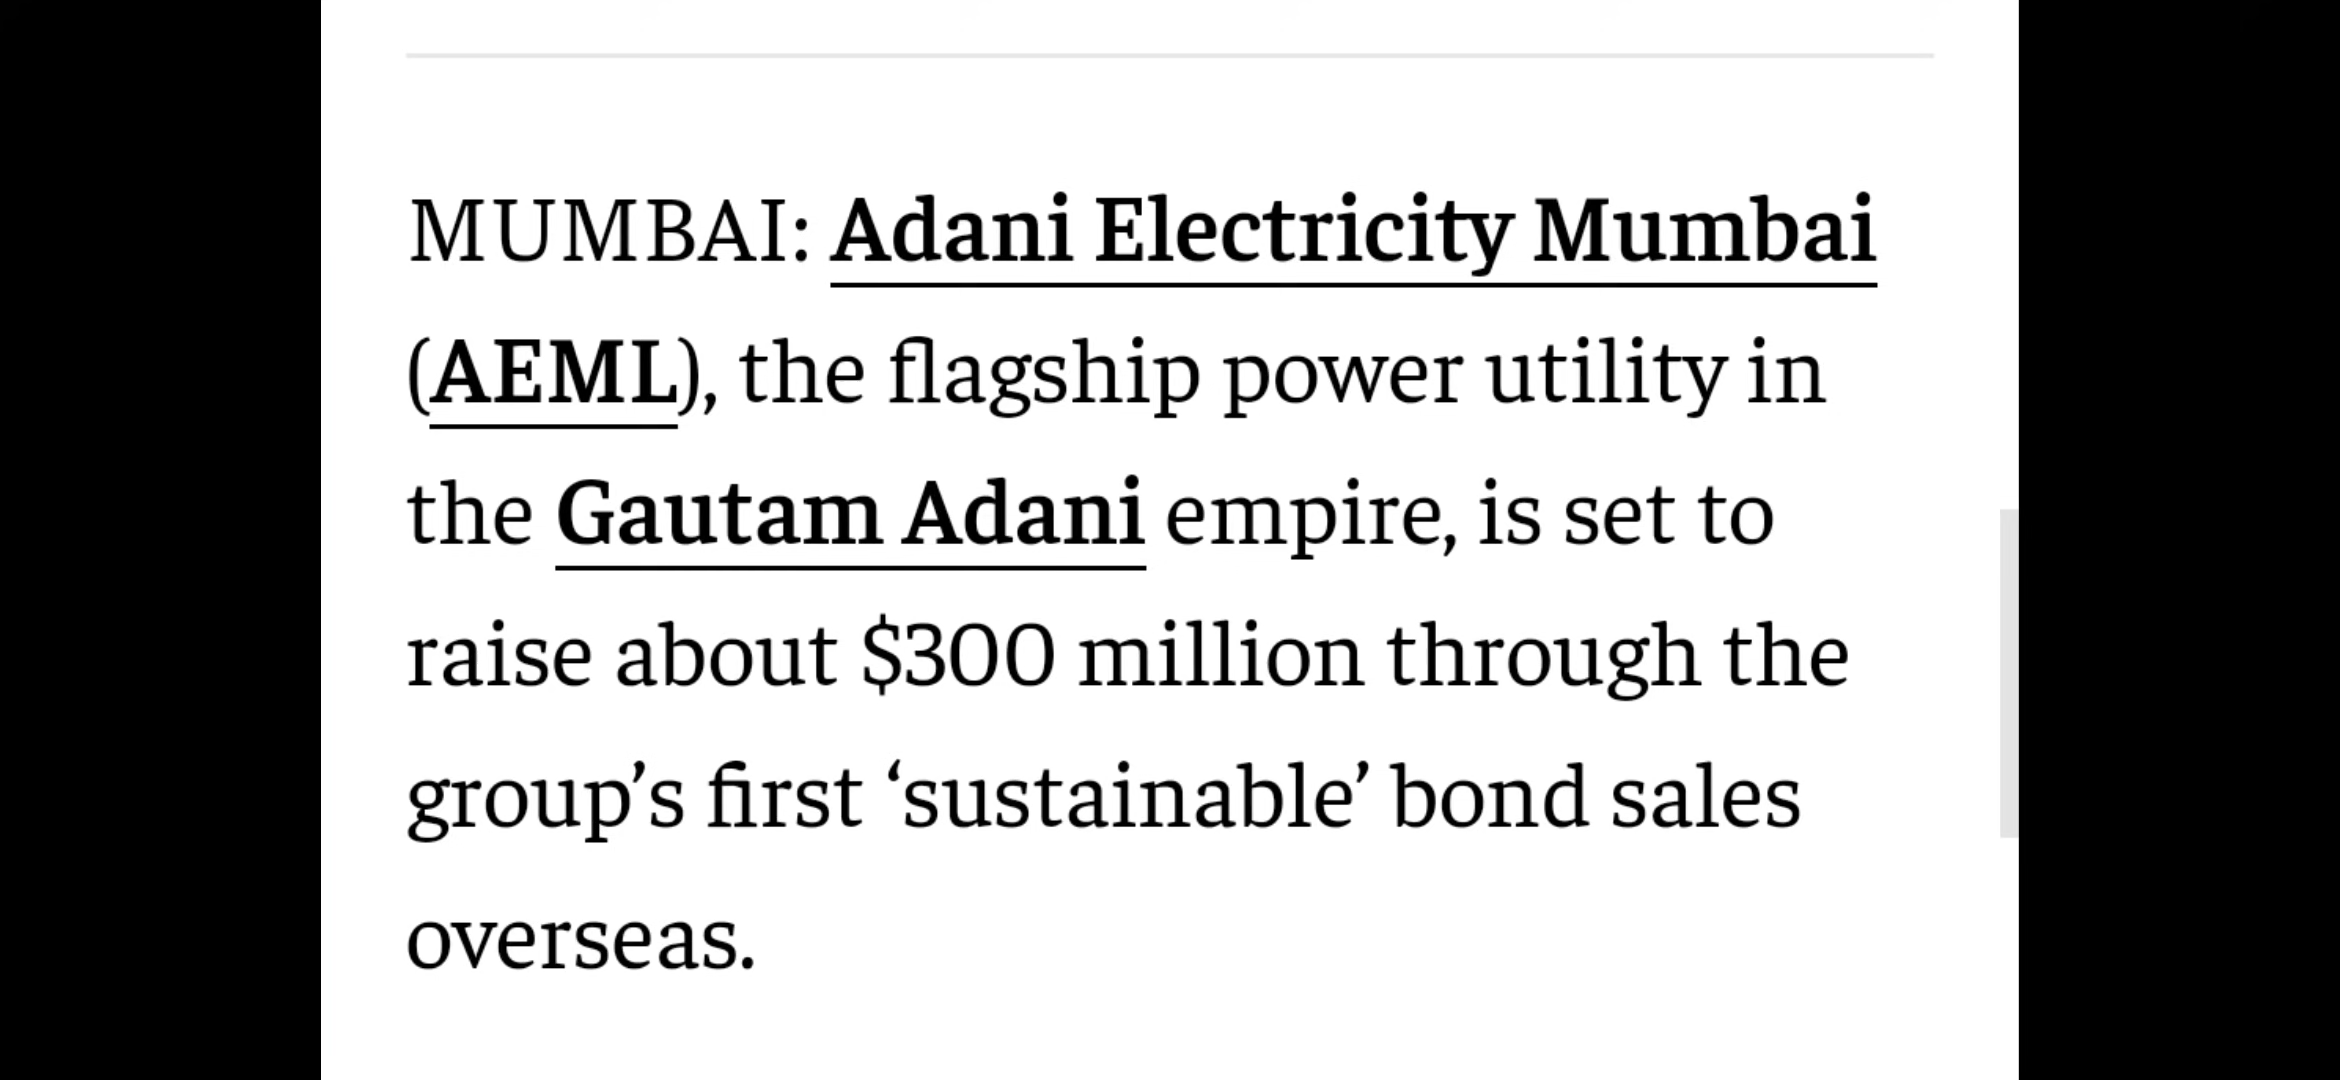 MUMBAI: Adani Electricity Mumbai
(AEML), the flagship power utility in
the Gautam Adani empire, is set to
raise about $300 million through the
group’s first ‘sustainable’ bond sales
overseas.